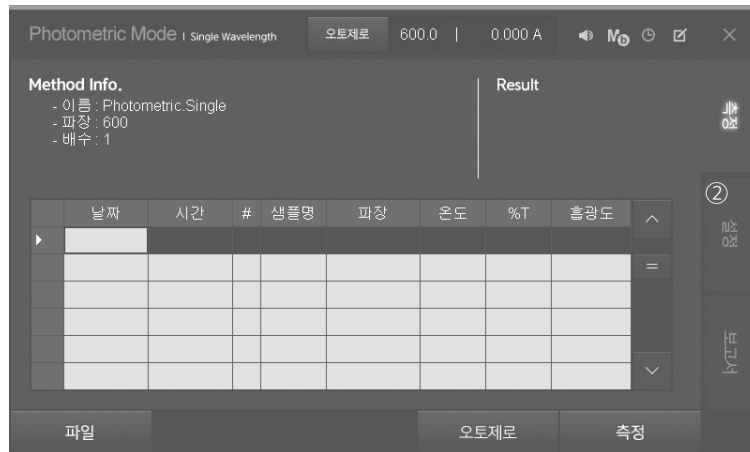 Photometric Mode | Single Wavelength 오토제로 600.0 | 0.000 A Mb
Method Info.
- 이름 : Photometric.Single
- 파장 : 600
- 배수 : 1
Result
측정
②
설정
보고서
날짜 시간 # 샘플명 파장 온도 %T 흡광도
파일 오토제로 측정